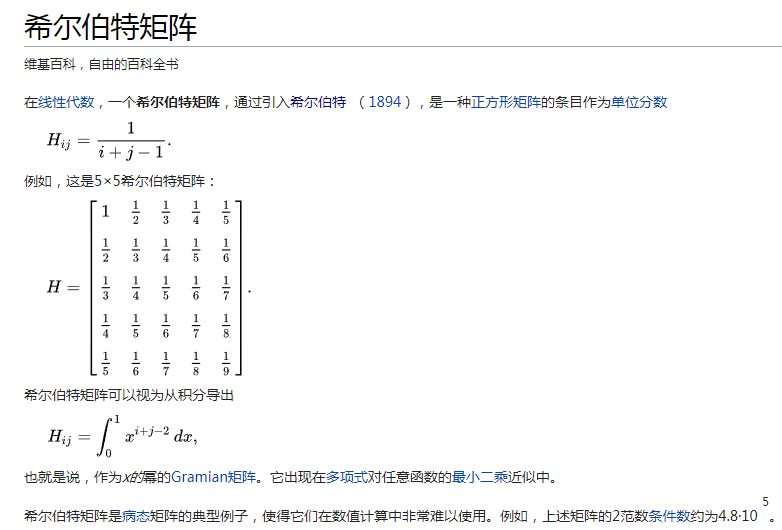 希尔伯特矩阵
维基百科，自由的百科全书
在线性代数，一个希尔伯特矩阵，通过引入希尔伯特 （1894），是一种正方形矩阵的条目作为单位分数
H_{ij} = \frac{1}{i+j-1}.
例如，这是5×5希尔伯特矩阵：
H = \begin{bmatrix} 1 & \frac{1}{2} & \frac{1}{3} & \frac{1}{4} & \frac{1}{5} \\ \frac{1}{2} & \frac{1}{3} & \frac{1}{4} & \frac{1}{5} & \frac{1}{6} \\ \frac{1}{3} & \frac{1}{4} & \frac{1}{5} & \frac{1}{6} & \frac{1}{7} \\ \frac{1}{4} & \frac{1}{5} & \frac{1}{6} & \frac{1}{7} & \frac{1}{8} \\ \frac{1}{5} & \frac{1}{6} & \frac{1}{7} & \frac{1}{8} & \frac{1}{9} \end{bmatrix}.
希尔伯特矩阵可以视为从积分导出
H_{ij} = \int_0^1 x^{i+j-2} dx,
也就是说，作为x的幂的Gramian矩阵。它出现在多项式对任意函数的最小二乘近似中。
希尔伯特矩阵是病态矩阵的典型例子，使得它们在数值计算中非常难以使用。例如，上述矩阵的2范数条件数约为4.8·10⁵。